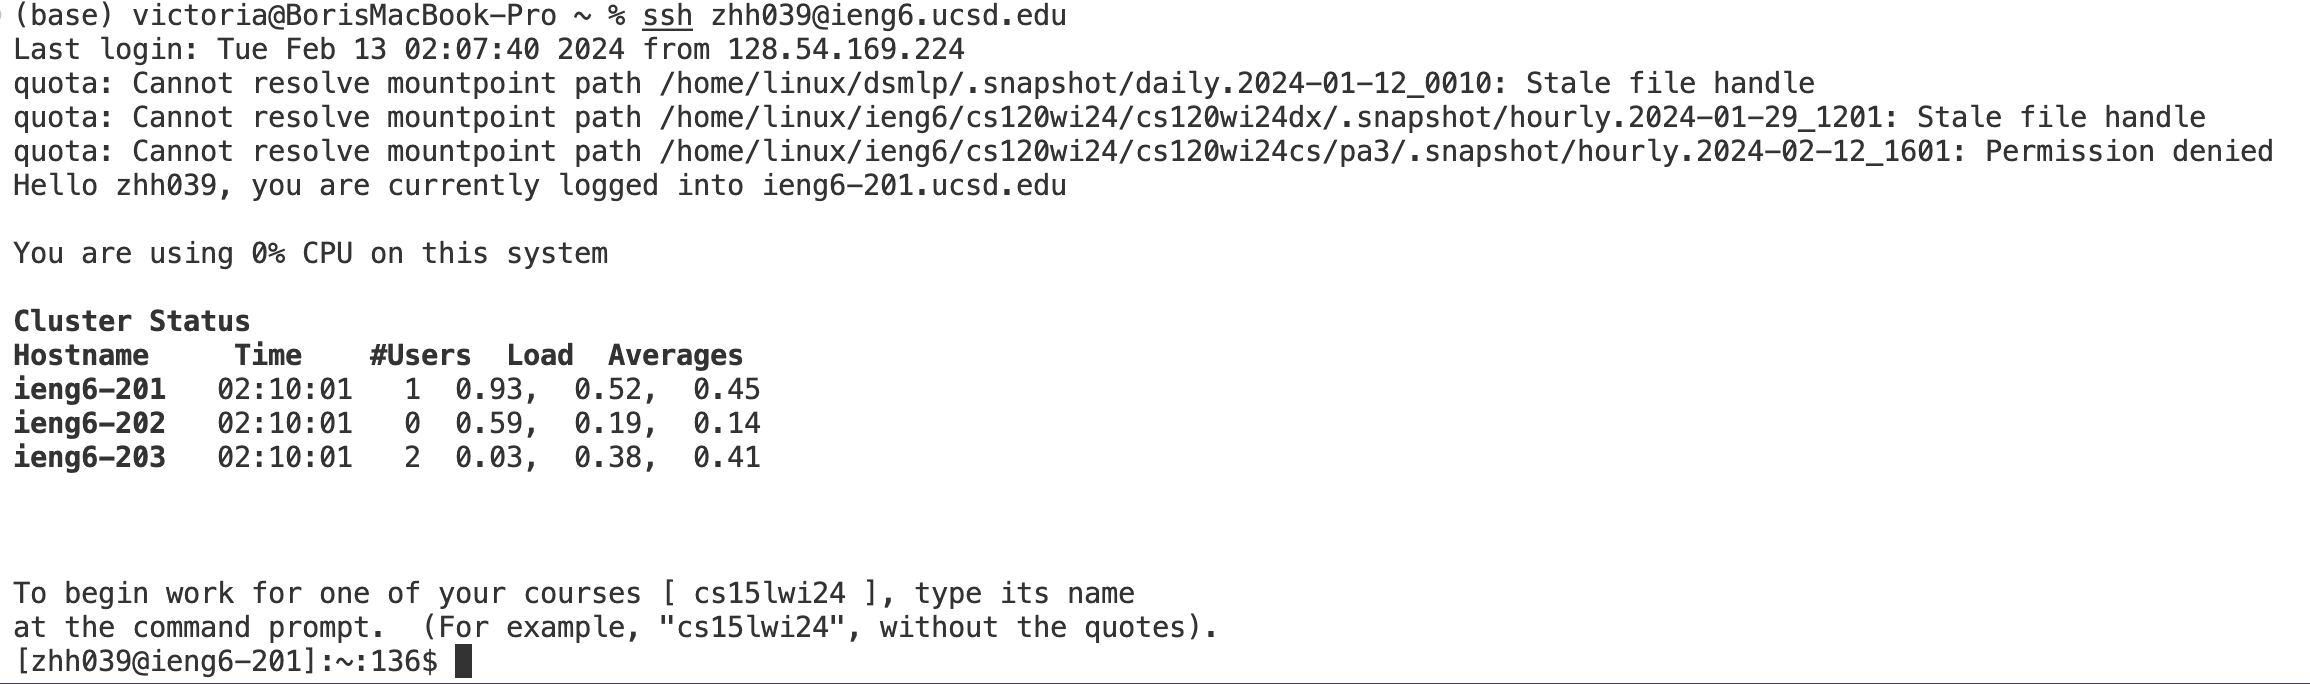 (base) victoria@BorisMacBook-Pro ~ % ssh zhh039@ieng6.ucsd.edu
Last login: Tue Feb 13 02:07:40 2024 from 128.54.169.224
quota: Cannot resolve mountpoint path /home/linux/dsmlp/.snapshot/daily.2024-01-12_0010: Stale file handle
quota: Cannot resolve mountpoint path /home/linux/ieng6/cs120wi24/cs120wi24dx/.snapshot/hourly.2024-01-29_1201: Stale file handle
quota: Cannot resolve mountpoint path /home/linux/ieng6/cs120wi24/cs120wi24cs/pa3/.snapshot/hourly.2024-02-12_1601: Permission denied
Hello zhh039, you are currently logged into ieng6-201.ucsd.edu
You are using 0% CPU on this system
Cluster Status
Hostname     Time    #Users  Load  Averages
ieng6-201   02:10:01   1  0.93,  0.52,  0.45
ieng6-202   02:10:01   0  0.59,  0.19,  0.14
ieng6-203   02:10:01   2  0.03,  0.38,  0.41
To begin work for one of your courses [ cs15lwi24 ], type its name
at the command prompt.  (For example, "cs15lwi24", without the quotes).
[zhh039@ieng6-201]:~:136$